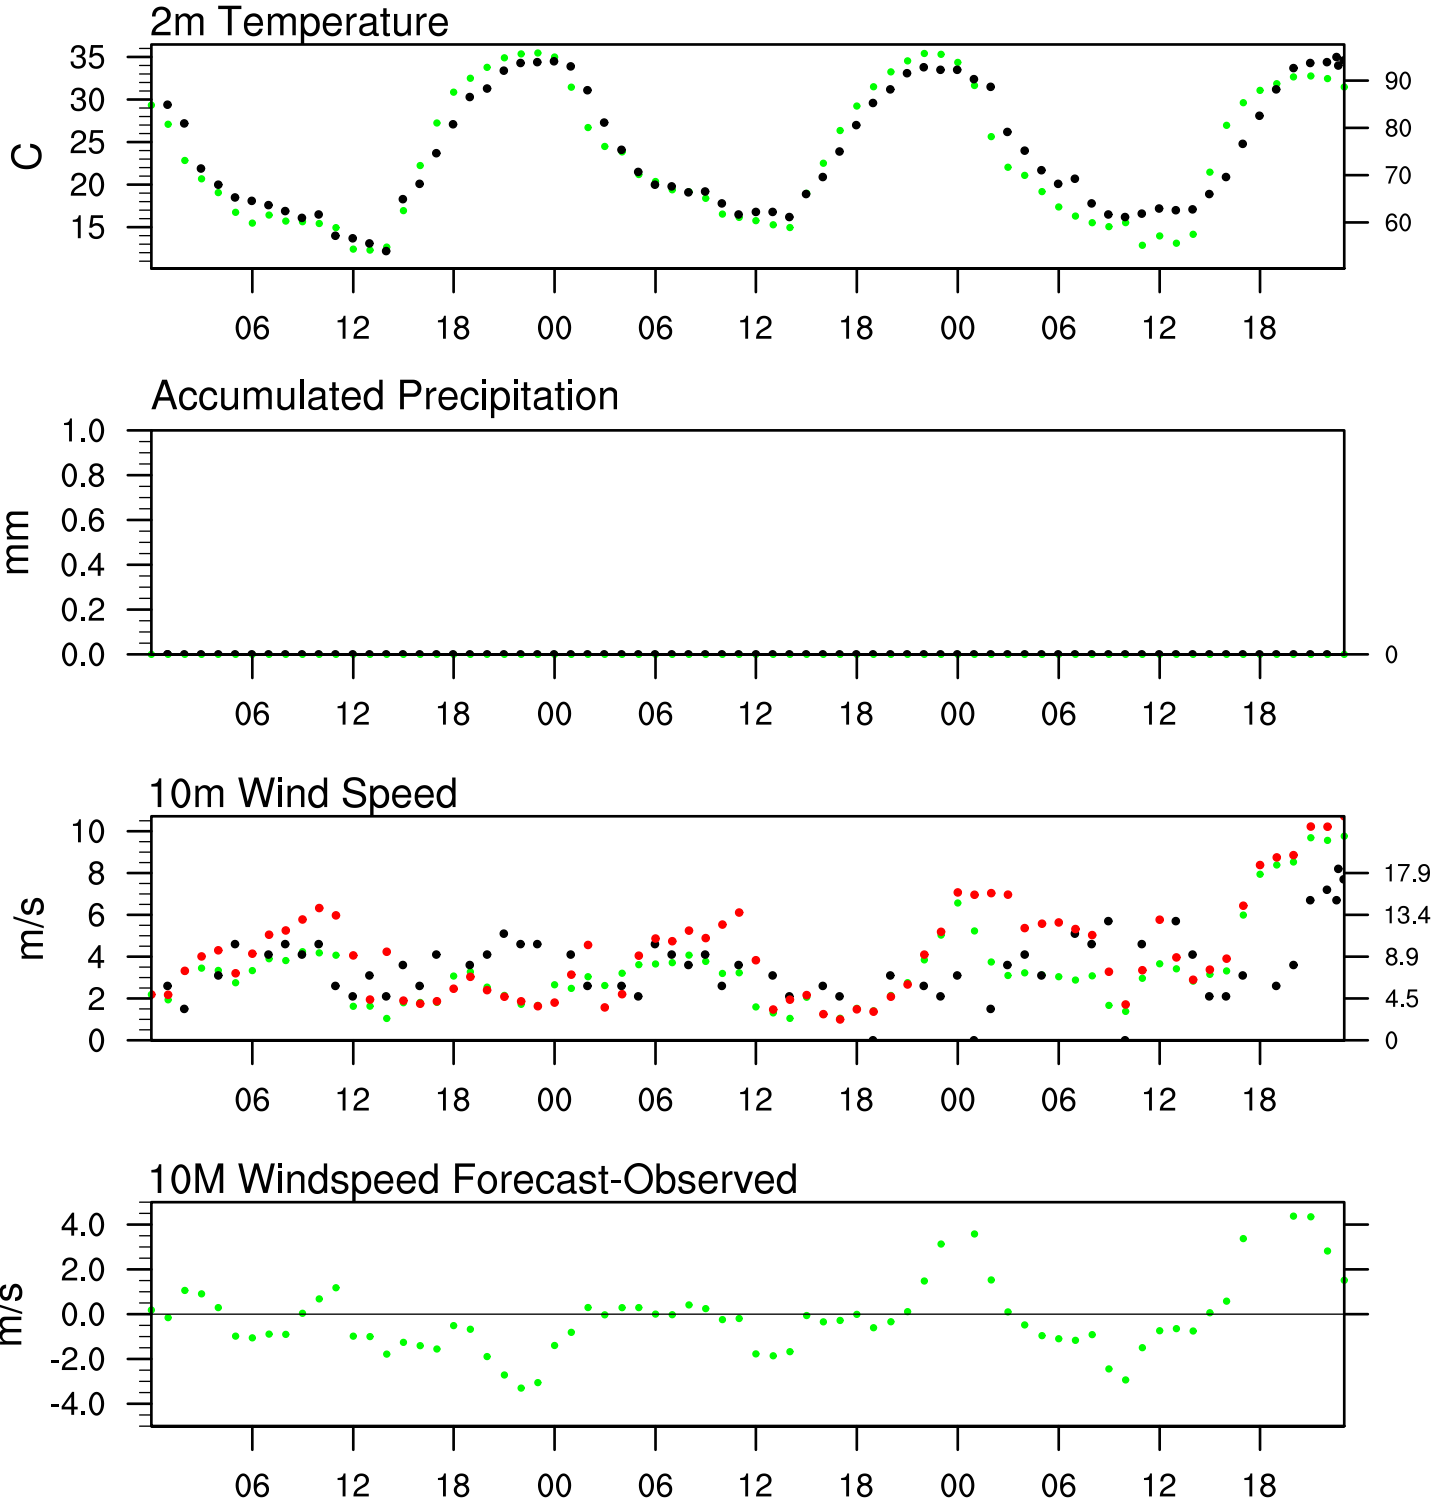 2m Temperature
35
30
25
20
15
C
90
80
70
60
06 12 18 00 06 12 18 00 06 12 18
Accumulated Precipitation
1.0
0.8
0.6
0.4
0.2
0.0
mm
0
06 12 18 00 06 12 18 00 06 12 18
10m Wind Speed
10
8
6
4
2
0
m/s
17.9
13.4
8.9
4.5
0
06 12 18 00 06 12 18 00 06 12 18
10M Windspeed Forecast-Observed
4.0
2.0
0.0
-2.0
-4.0
m/s
06 12 18 00 06 12 18 00 06 12 18